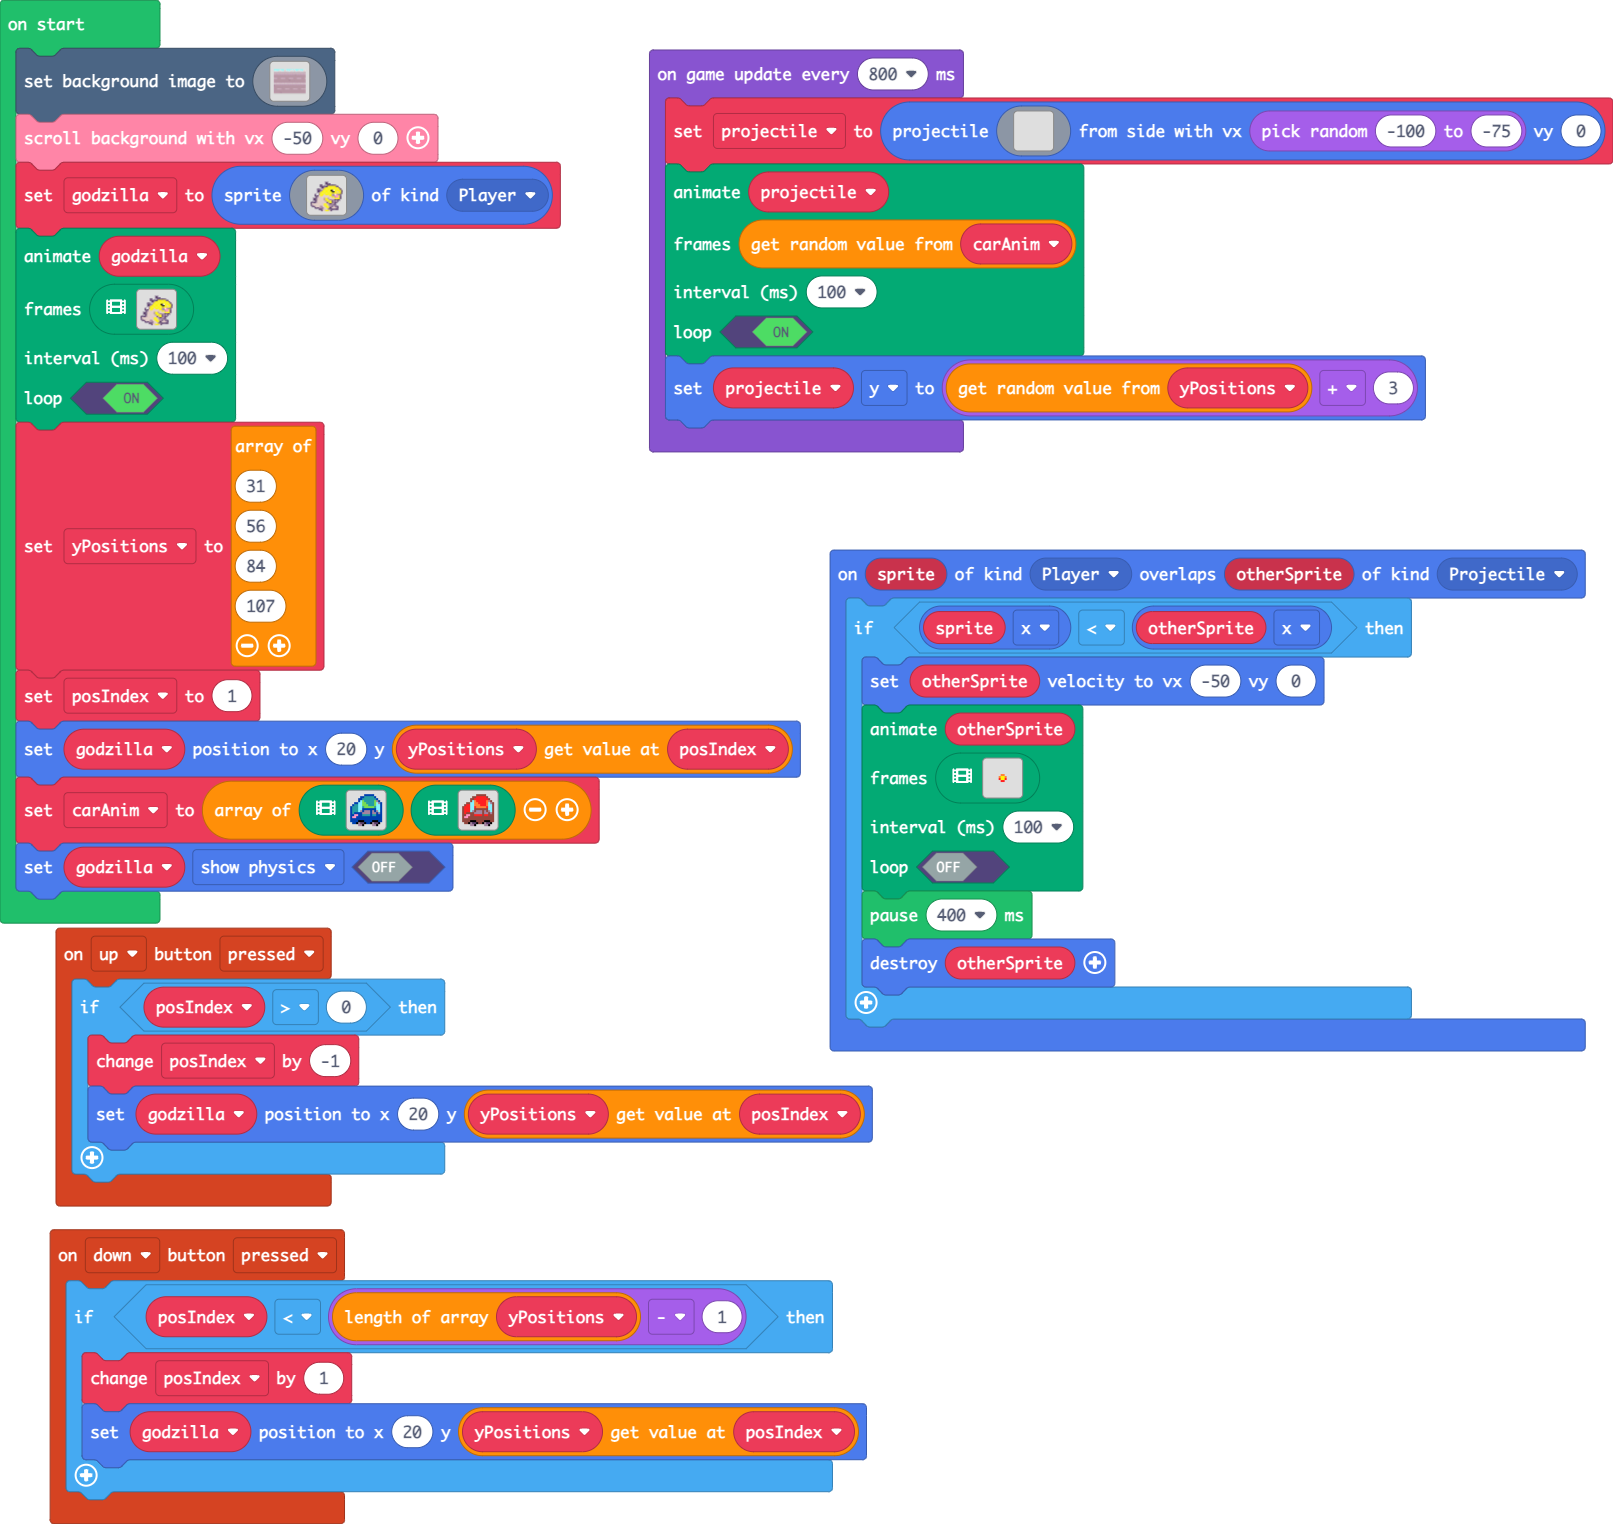 on start
set background image to
scroll background with vx -50 vy 0
set godzilla to sprite of kind Player
animate godzilla
frames
interval (ms) 100
loop ON
array of
31
56
84
107
set yPositions to
set posIndex to 1
set godzilla position to x 20 y yPositions get value at posIndex
set carAnim to array of
set godzilla show physics OFF
on up button pressed
if posIndex > 0 then
change posIndex by -1
set godzilla position to x 20 y yPositions get value at posIndex
on down button pressed
if posIndex < length of array yPositions - 1 then
change posIndex by 1
set godzilla position to x 20 y yPositions get value at posIndex
on game update every 800 ms
set projectile to projectile from side with vx pick random -100 to -75 vy 0
animate projectile
frames get random value from carAnim
interval (ms) 100
loop ON
set projectile y to get random value from yPositions + 3
on sprite of kind Player overlaps otherSprite of kind Projectile
if sprite x < otherSprite x then
set otherSprite velocity to vx -50 vy 0
animate otherSprite
frames
interval (ms) 100
loop OFF
pause 400 ms
destroy otherSprite